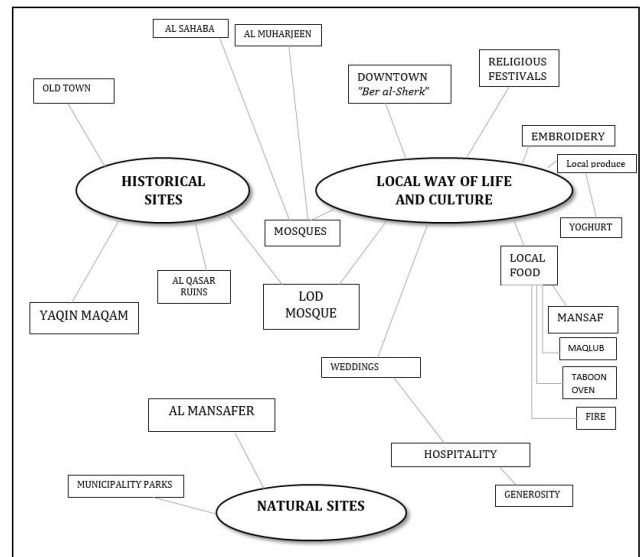 AL SAHABA
AL MUHARJEEN
RELIGIOUS
FESTIVALS
DOWNTOWN
"Ber al-Sherk"
OLD TOWN
EMBROIDERY
Local produce
HISTORICAL
SITES
LOCAL WAY OF LIFE
AND CULTURE
YOGHURT
MOSQUES
LOCAL
FOOD
AL QASAR
RUINS
LOD
MOSQUE
YAQIN MAQAM
MANSAF
MAQLUB
WEDDINGS
TABOON
OVEN
AL MANSAFER
FIRE
HOSPITALITY
MUNICIPALITY PARKS
GENEROSITY
NATURAL SITES